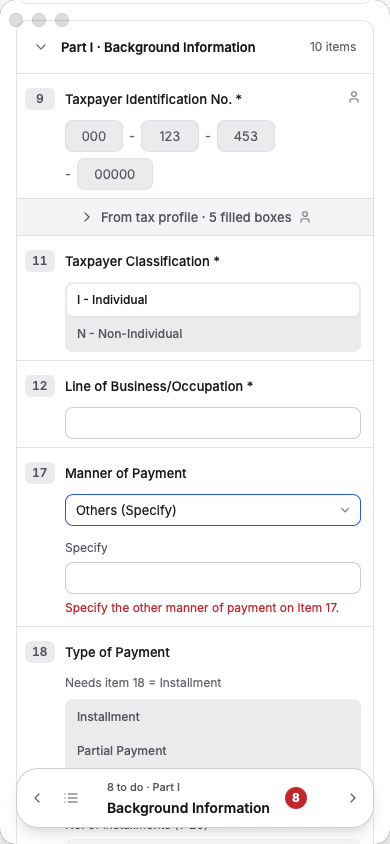 Part I · Background Information 10 items
9 Taxpayer Identification No. *
000 - 123 - 453
- 00000
From tax profile · 5 filled boxes
11 Taxpayer Classification *
I - Individual
N - Non-Individual
12 Line of Business/Occupation *
17 Manner of Payment
Others (Specify)
Specify
Specify the other manner of payment on Item 17.
18 Type of Payment
Needs item 18 = Installment
Installment
Partial Payment
8 to do · Part I
Background Information 8